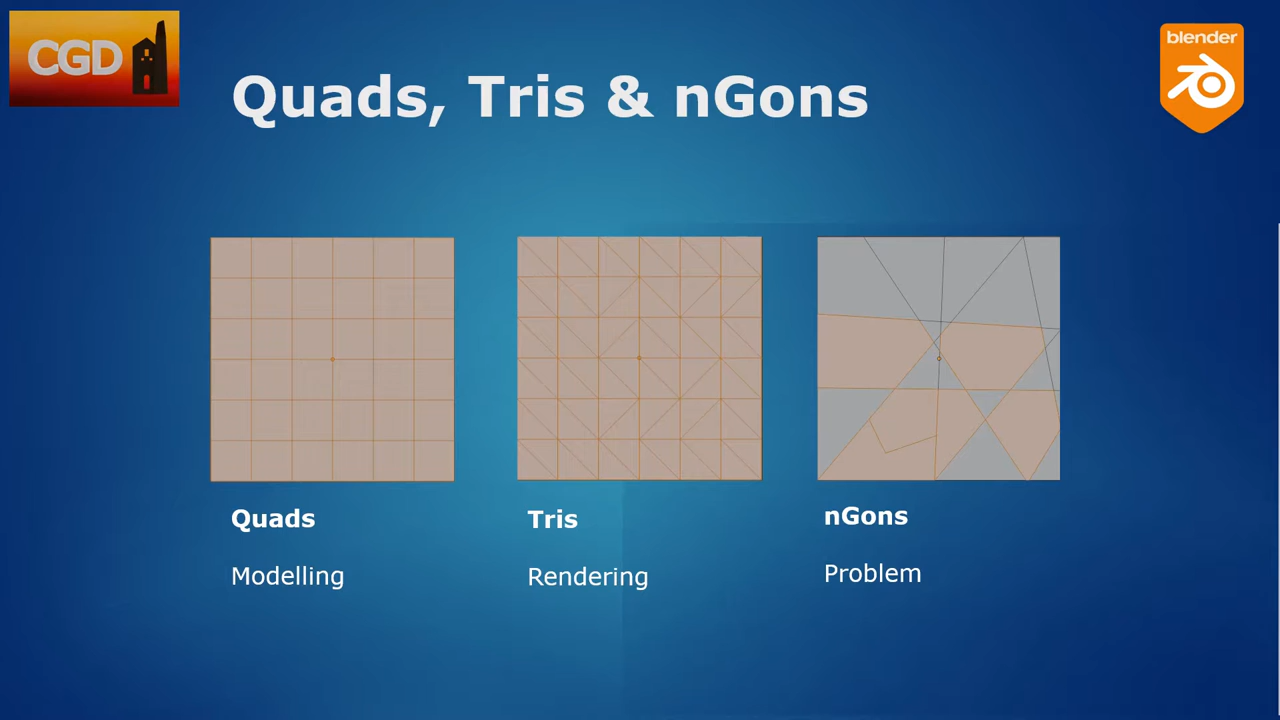 CGD
blender
Quads, Tris & nGons
Quads
Tris
nGons
Modelling
Rendering
Problem